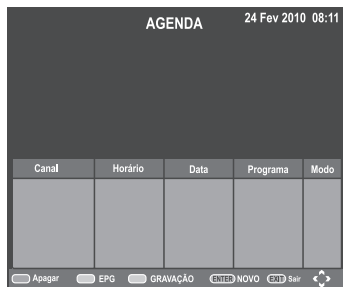 AGENDA 24 Fev 2010 08:11
Canal Horário Data Programa Modo
Apagar EPG GRAVAÇÃO ENTER NOVO EXIT Sair